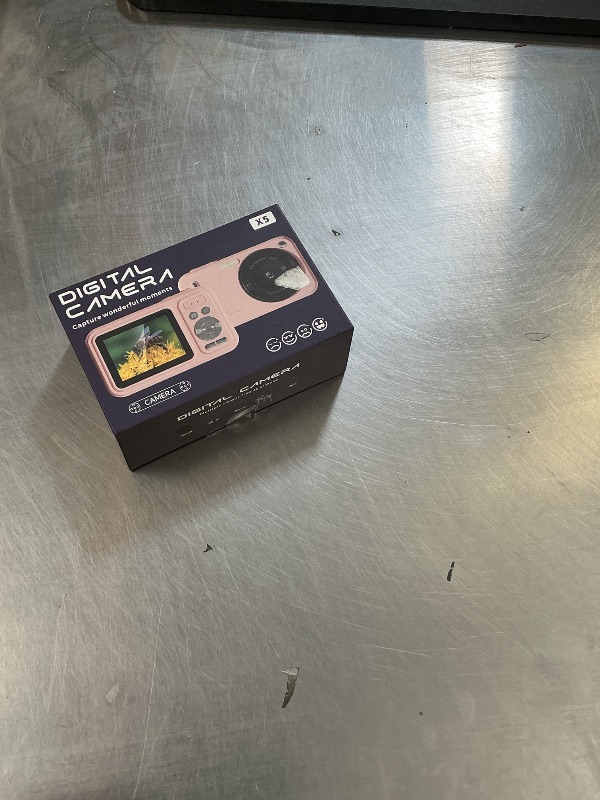 X5
DIGITAL
CAMERA
Capture wonderful moments
CAMERA
DIGITAL CAMERA